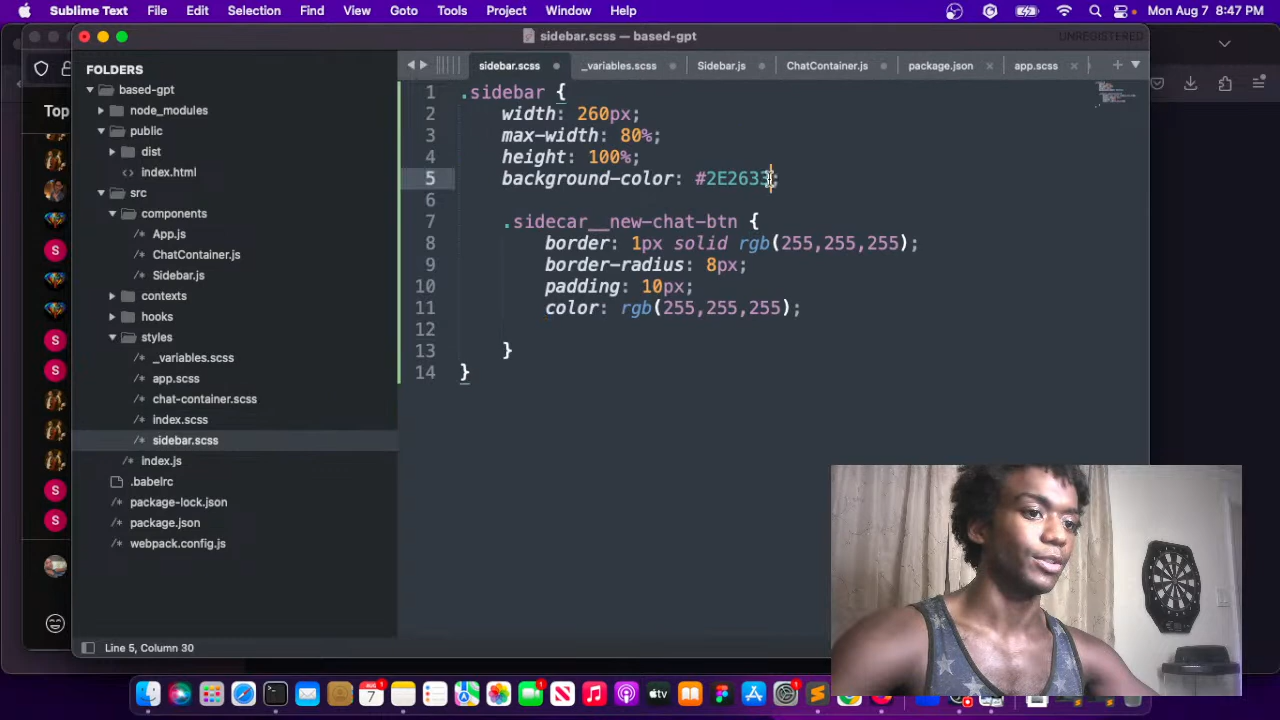 Sublime Text File Edit Selection Find View Goto Tools Project Window Help Mon Aug 7 8:47 PM
sidebar.scss — based-gpt UNREGISTERED
FOLDERS
sidebar.scss _variables.scss Sidebar.js ChatContainer.js package.json app.scss
Top
based-gpt
node_modules
public
dist
index.html
src
components
App.js
ChatContainer.js
Sidebar.js
contexts
hooks
styles
_variables.scss
app.scss
chat-container.scss
index.scss
sidebar.scss
index.js
.babelrc
package-lock.json
package.json
webpack.config.js
S
S
S
S
S
1 .sidebar {
2 width: 260px;
3 max-width: 80%;
4 height: 100%;
5 background-color: #2E2633;
6
7 .sidecar__new-chat-btn {
8 border: 1px solid rgb(255,255,255);
9 border-radius: 8px;
10 padding: 10px;
11 color: rgb(255,255,255);
12
13 }
14 }
Line 5, Column 30
AUG
7
1
tv
1